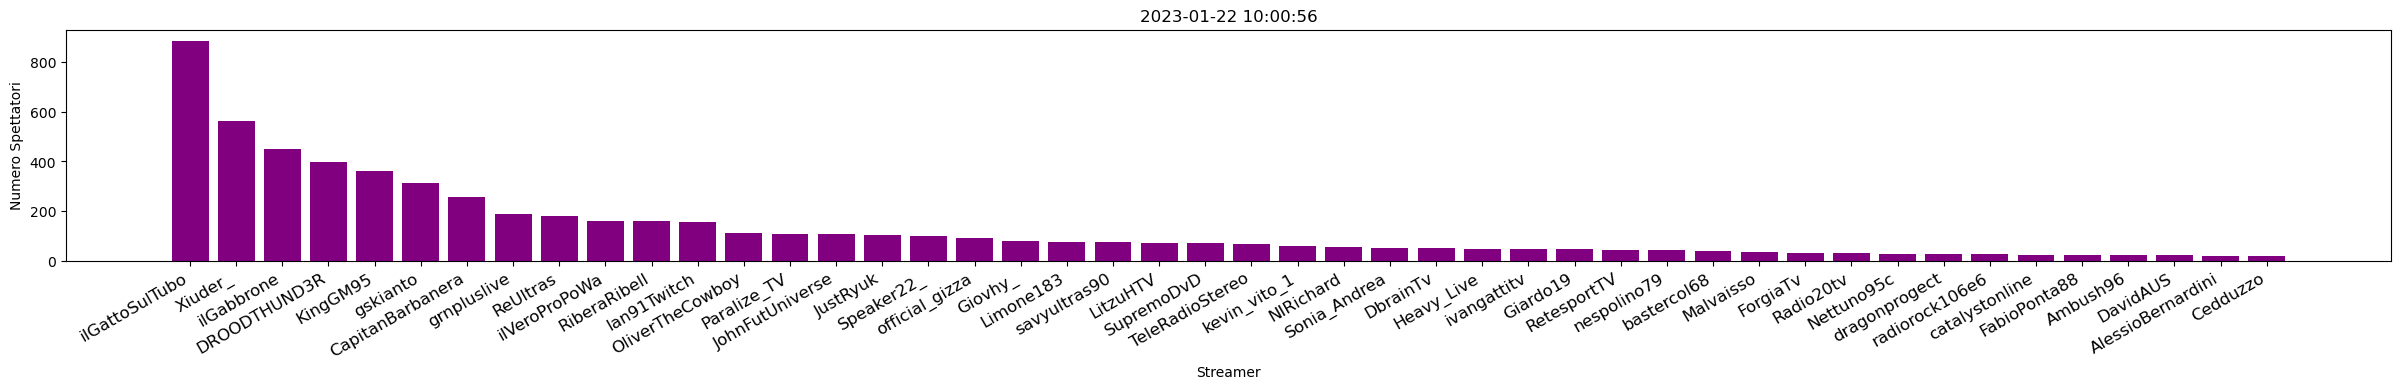 2023-01-22 10:00:56
Numero Spettatori
800
600
400
200
0
ilGattoSulTubo
Xiuder_
ilGabbrone
DROODTHUND3R
KingGM95
gskianto
CapitanBarbanera
grnpluslive
ReUltras
ilVeroPoPoWa
RiberaRibell
Ian91Twitch
OliverTheCowboy
Paralize_TV
JohnFutUniverse
JustRyuk
Speaker22_
official_gizza
Giovhy_
Limone183
savyultras90
LitzuHTV
SupremoDvD
TeleRadioStereo
kevin_vito_1
NIRichard
Sonia_Andrea
DbrainTv
Heavy_Live
ivangattitv
Giardo19
RetesportTV
nespolino79
bastercol68
Malvaisso
ForgiaTv
Radio20tv
Nettuno95c
dragonprogect
radiorock106e6
catalystonline
FabioPonta88
Ambush96
DavidAUS
AlessioBernardini
Cedduzzo
Streamer